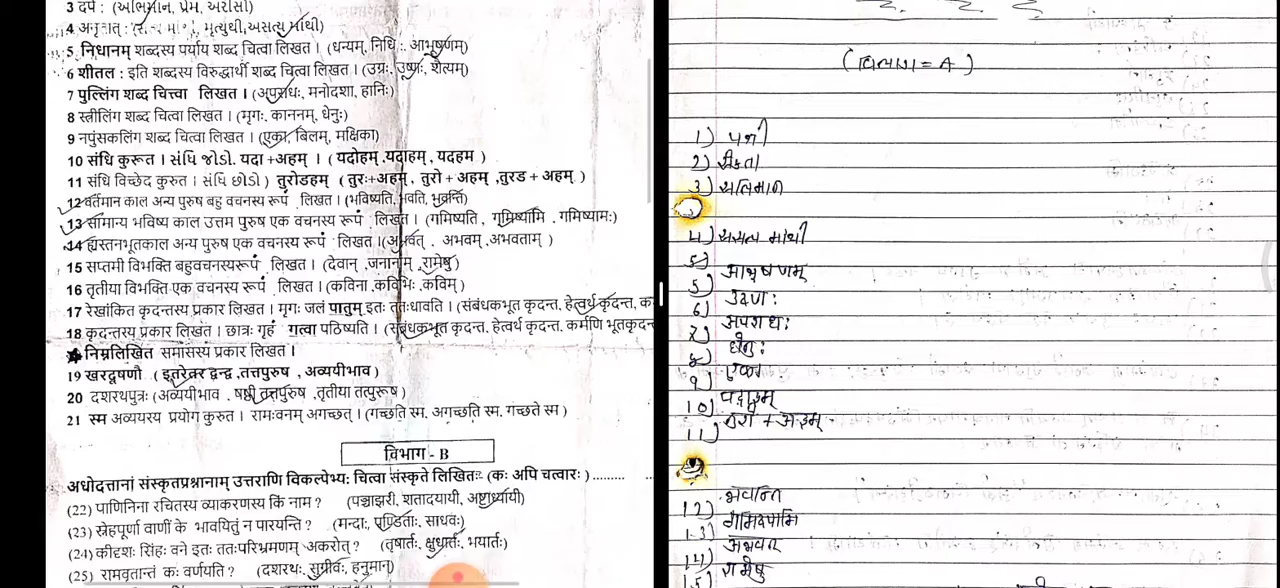 3 दर्प : (અભિમાન, પ્રેમ, અરીસો)
4 अनृतात् : માંથી, મૃત્યુંથી, અસત્ય માંથી)
5 निधानम् शब्दस्य पर्याय शब्द चित्वा लिखत । (धन्यम्, निधिः, आभूषणम्)
6 शीतल : इति शब्दस्य विरुद्धार्थी शब्द चित्वा लिखत । (उग्रः, उष्णः, शैत्यम्)
7 पुल्लिंग शब्द चित्त्वा लिखत । (अपराधः, मनोदशा, हानिः)
8 स्त्रीलिंग शब्द चित्वा लिखत । (मृगः, काननम्, धेनुः)
9 नपुंसकलिंग शब्द चित्वा लिखत । (एका, बिलम्, मक्षिका)
10 संधि कुरूत । संधि જોડો. यदा +अहम् । ( यदोहम् ,यदाहम् , यदहम )
11 संधि विच्छेद कुरुत । संधि છોડો ) तुरोडहम् ( तुरः+अहम् , तुरो + अहम् ,तुरड + अहम् . )
12 वर्तमान काल अन्य पुरुष बहु वचनस्य रूपं लिखत । (भविष्यति, भवति, भवन्ति)
13 सामान्य भविष्य काल उत्तम पुरुष एक वचनस्य रूपं लिखत । (गमिष्यति , गमिष्यामि , गमिष्यामः)
14 ह्यस्तनभूतकाल अन्य पुरुष एक वचनस्य रूपं लिखत ।(अभवत् . अभवम् ,अभवताम् )
15 सप्तमी विभक्ति बहुवचनस्यरूपं लिखत । (देवान् ,जनानाम् , रामेषु)
16 तृतीया विभक्ति एक वचनस्य रूपं लिखत । (कविना ,कविभिः ,कविम्)
17 रेखांकित कृदन्तस्य प्रकार लिखत । मृगः जलं पातुम् इतः ततःधावति । (संबंधकभूत कृदन्त, हेत्वर्थ कृदन्त,
18 कृदन्तस्य प्रकार लिखत । छात्रः गृहं गत्वा पठिष्यति । (संबंधकभूत कृदन्त, हेत्वर्थ कृदन्त. कर्मणि भूतकृदन्त
निम्नलिखित समासस्य प्रकार लिखत ।
19 खरदूषणौ ( इतरेतर द्वन्द्व ,तत्तपुरुष , अव्ययीभाव )
20 दशरथपुत्रः (अव्ययीभाव . षष्ठी तत्तपुरुष ,तृतीया तत्पुरूष)
21 स्म अव्ययस्य प्रयोग कुरुत । रामःवनम् अगच्छत् । (गच्छति स्म, अगच्छति स्म, गच्छते स्म )
विभाग - B
अधोदत्तानां संस्कृतप्रश्नानाम् उत्तराणि विकल्पेभ्यः चित्वा संस्कृते लिखितः (कः अपि चत्वारः ).........
(22) पाणिनिना रचितस्य व्याकरणस्य किं नाम ? (पञ्चाझरी, शतादयायी, अष्टाध्यायी)
(23) स्नेहपूर्णा वाणीं के भावयितुं न पारयन्ति ? (मन्दाः, पण्डिताः, साधवः)
(24) कीदृशः सिंहः वने इतः ततःपरिभ्रमणम् अकरोत् ? (तृषार्तः, क्षुधार्तः, भयार्तः)
(25) रामवृतान्तं कः वर्णयति ? (दशरथः, सुग्रीवः, हनुमान्)
(વિભાગ = A)
1) પત્ની
2)
3)
4) અસત્ય માંથી
5) आभूषणम्
6) उष्णः
7) अपराधः
8) धेनुः
9) एका
10) यदाहम्
11)
12) भवन्ति
13) गमिष्यामि
14) अभवत्
15) रामेषु